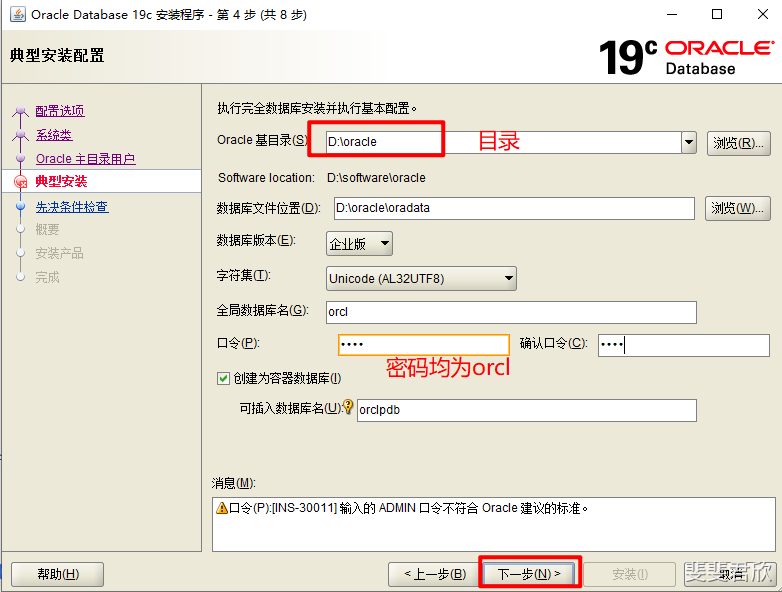 Oracle Database 19c 安装程序 - 第 4 步 (共 8 步)
典型安装配置
19c ORACLE
Database
配置选项
系统类
Oracle 主目录用户
典型安装
先决条件检查
概要
安装产品
完成
执行完全数据库安装并执行基本配置。
Oracle 基目录(S) D:\oracle 目录 浏览(R)...
Software location: D:\software\oracle
数据库文件位置(D): D:\oracle\oradata 浏览(W)...
数据库版本(E): 企业版
字符集(T): Unicode (AL32UTF8)
全局数据库名(G): orcl
口令(P): •••• 确认口令(C): ••••
密码均为orcl
创建为容器数据库(I)
可插入数据库名(U): orclpdb
消息(M):
口令(P):[INS-30011] 输入的 ADMIN 口令不符合 Oracle 建议的标准。
帮助(H) < 上一步(B) 下一步(N) > 安装(I) 取消
斐斐君欣